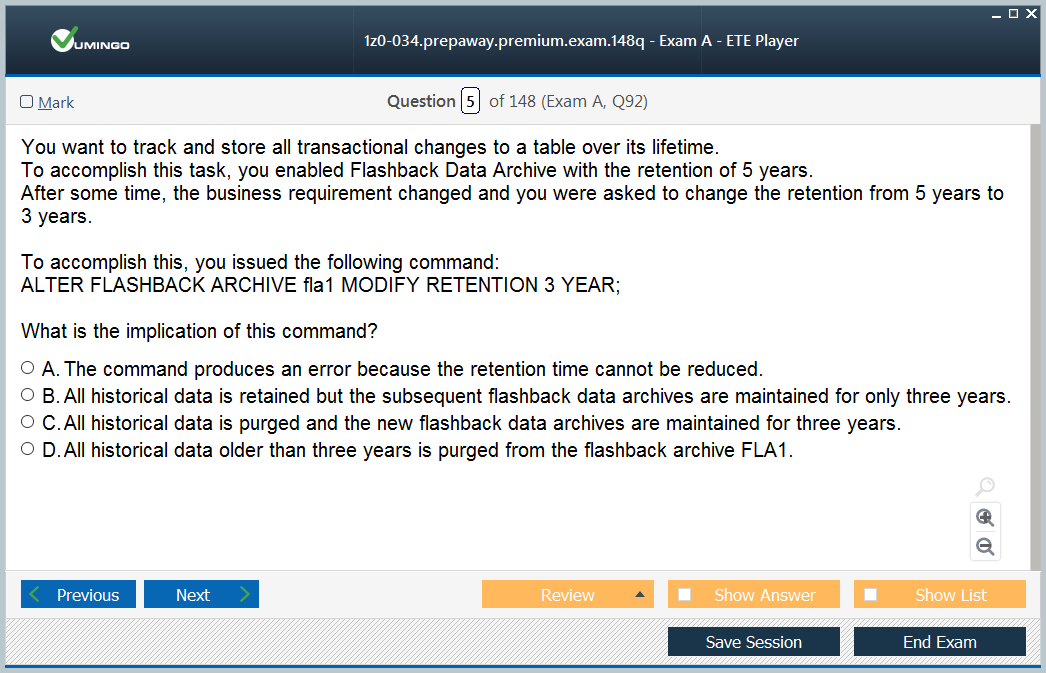 VUMINGO
1z0-034.prepaway.premium.exam.148q - Exam A - ETE Player
Mark
Question 5 of 148 (Exam A, Q92)
You want to track and store all transactional changes to a table over its lifetime.
To accomplish this task, you enabled Flashback Data Archive with the retention of 5 years.
After some time, the business requirement changed and you were asked to change the retention from 5 years to
3 years.
To accomplish this, you issued the following command:
ALTER FLASHBACK ARCHIVE fla1 MODIFY RETENTION 3 YEAR;
What is the implication of this command?
A. The command produces an error because the retention time cannot be reduced.
B. All historical data is retained but the subsequent flashback data archives are maintained for only three years.
C. All historical data is purged and the new flashback data archives are maintained for three years.
D. All historical data older than three years is purged from the flashback archive FLA1.
Previous
Next
Review
Show Answer
Show List
Save Session
End Exam